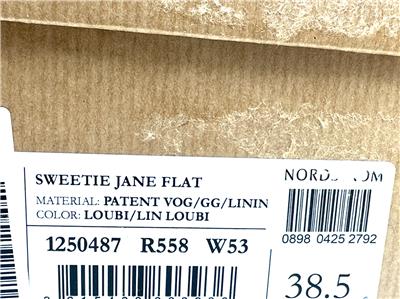 SWEETIE JANE FLAT
MATERIAL: PATENT VOG/GG/LININ
COLOR: LOUBI/LIN LOUBI
1250487 R558 W53
0898 0425 2792
38.5